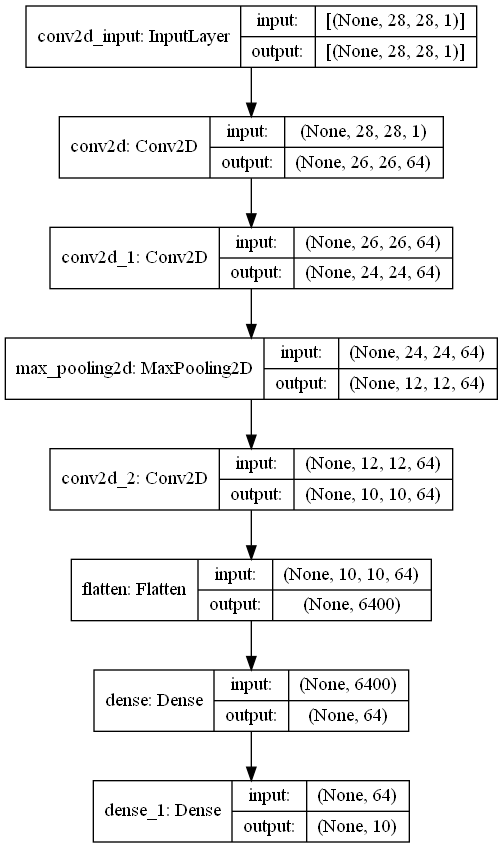 conv2d_input: InputLayer
input: [(None, 28, 28, 1)]
output: [(None, 28, 28, 1)]
conv2d: Conv2D
input: (None, 28, 28, 1)
output: (None, 26, 26, 64)
conv2d_1: Conv2D
input: (None, 26, 26, 64)
output: (None, 24, 24, 64)
max_pooling2d: MaxPooling2D
input: (None, 24, 24, 64)
output: (None, 12, 12, 64)
conv2d_2: Conv2D
input: (None, 12, 12, 64)
output: (None, 10, 10, 64)
flatten: Flatten
input: (None, 10, 10, 64)
output: (None, 6400)
dense: Dense
input: (None, 6400)
output: (None, 64)
dense_1: Dense
input: (None, 64)
output: (None, 10)